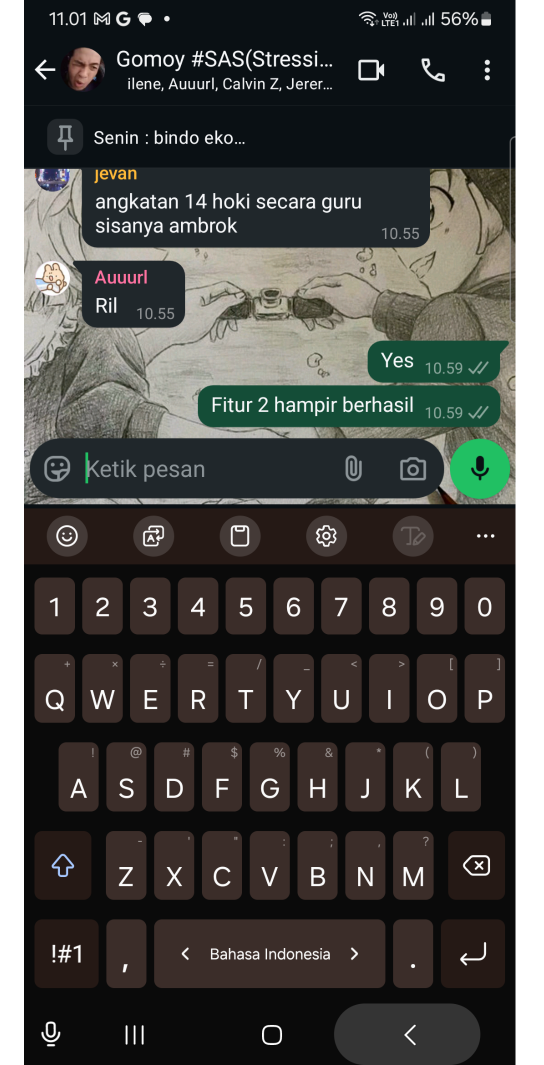 11.01 M G 56%
VoD
LTE1
Gomoy #SAS(Stressi...
ilene, Auuurl, Calvin Z, Jerer...
Senin : bindo eko...
jevan
angkatan 14 hoki secara guru
sisanya ambrok
10.55
Auuurl
Ril 10.55
Yes 10.59
Fitur 2 hampir berhasil 10.59
Ketik pesan
1 2 3 4 5 6 7 8 9 0
+ × ÷ = / _ < > [ ]
Q W E R T Y U I O P
! @ # $ % & * ( )
A S D F G H J K L
- ' " : ; , ?
Z X C V B N M
!#1 , < Bahasa Indonesia > .